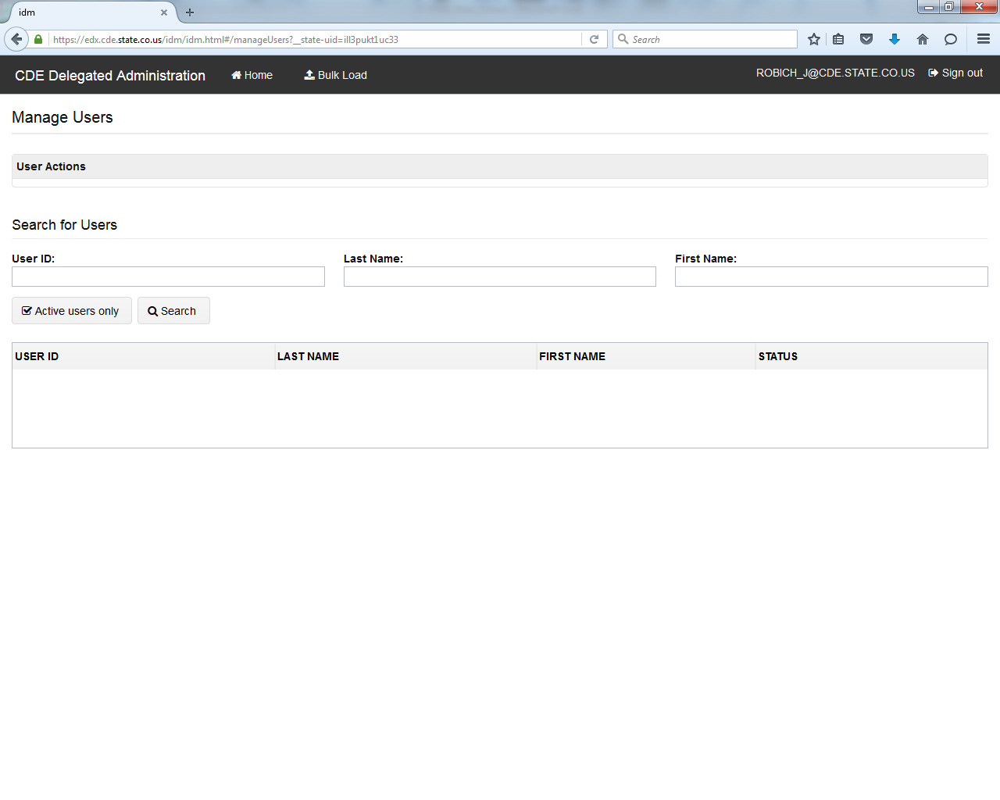 idm
https://edx.cde.state.co.us/idm/idm.html#/manageUsers?__state-uid=ill3pukt1uc33
Search
CDE Delegated Administration Home Bulk Load ROBICH_J@CDE.STATE.CO.US Sign out
Manage Users
User Actions
Search for Users
User ID: Last Name: First Name:
Active users only Search
USER ID LAST NAME FIRST NAME STATUS